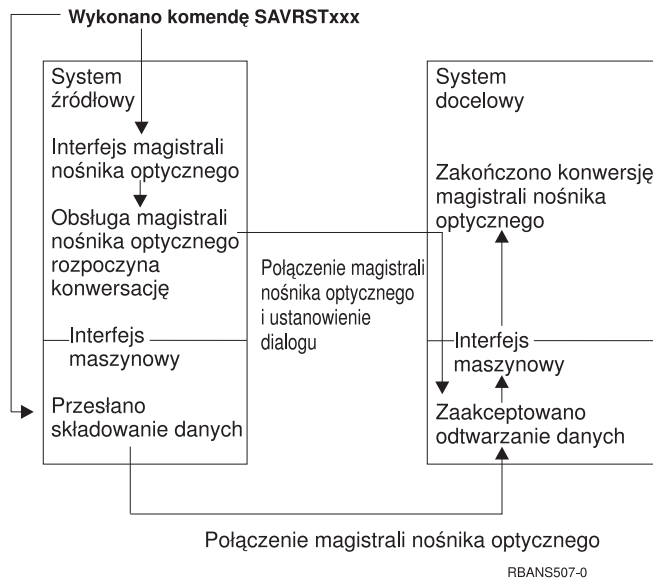 Wykonano komendę SAVRSTxxx
System
źródłowy
Interfejs magistrali
nośnika optycznego
Obsługa magistrali
nośnika optycznego
rozpoczyna
konwersację
Interfejs
maszynowy
Przesłano
składowanie danych
Połączenie magistrali
nośnika optycznego
i ustanowienie
dialogu
System
docelowy
Zakończono konwersję
magistrali nośnika
optycznego
Interfejs
maszynowy
Zaakceptowano
odtwarzanie danych
Połączenie magistrali nośnika optycznego
RBANS507-0